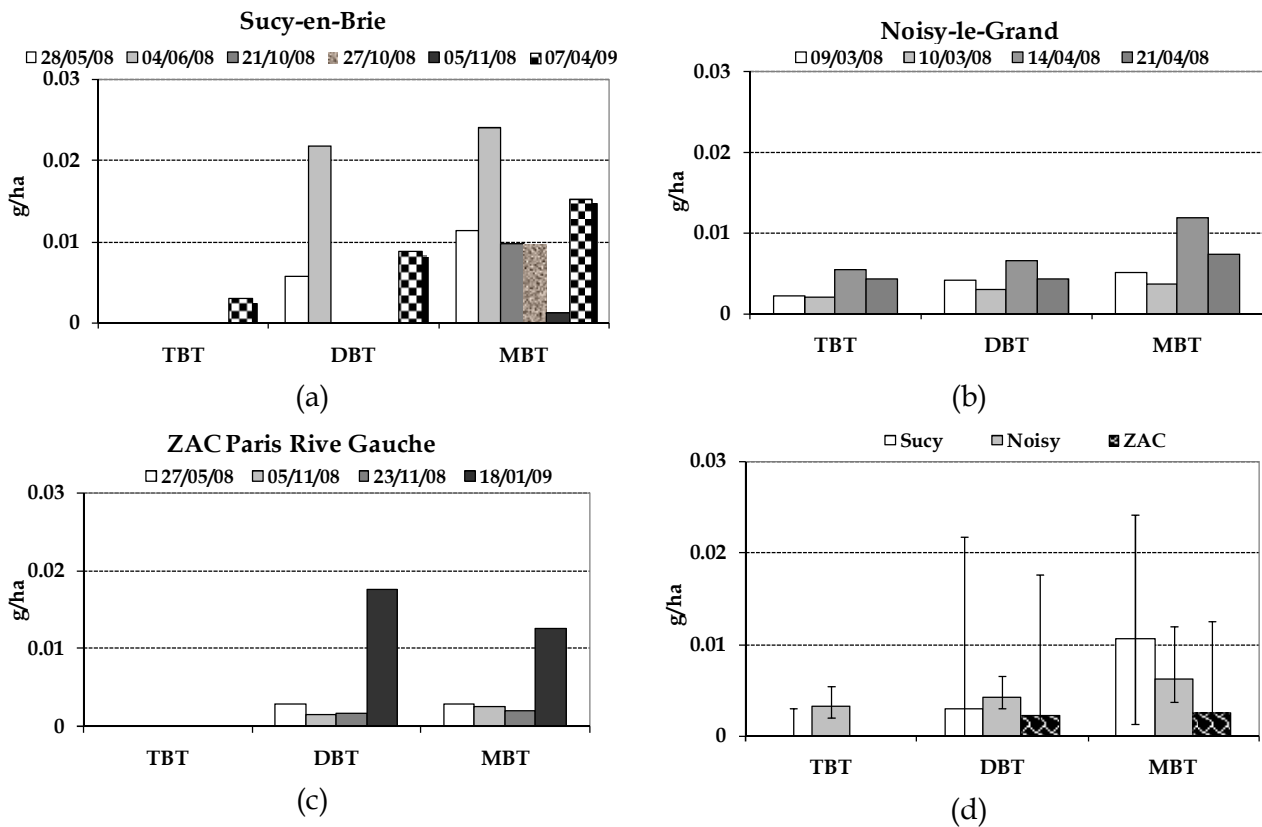 Sucy-en-Brie
28/05/08 04/06/08 21/10/08 27/10/08 05/11/08 07/04/09
0.03
0.02
0.01
0
g/ha
TBT DBT MBT
(a)
Noisy-le-Grand
09/03/08 10/03/08 14/04/08 21/04/08
0.03
0.02
0.01
0
g/ha
TBT DBT MBT
(b)
ZAC Paris Rive Gauche
27/05/08 05/11/08 23/11/08 18/01/09
0.03
0.02
0.01
0
g/ha
TBT DBT MBT
(c)
Sucy Noisy ZAC
0.03
0.02
0.01
0
g/ha
TBT DBT MBT
(d)